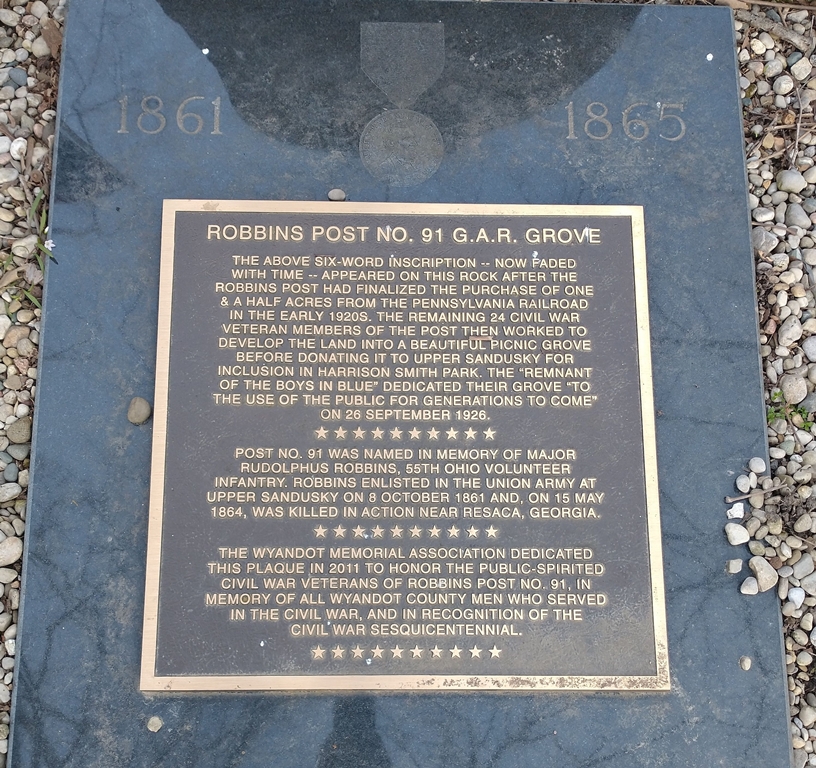 1861 1865
ROBBINS POST NO. 91 G.A.R. GROVE
THE ABOVE SIX-WORD INSCRIPTION -- NOW FADED
WITH TIME -- APPEARED ON THIS ROCK AFTER THE
ROBBINS POST HAD FINALIZED THE PURCHASE OF ONE
& A HALF ACRES FROM THE PENNSYLVANIA RAILROAD
IN THE EARLY 1920S. THE REMAINING 24 CIVIL WAR
VETERAN MEMBERS OF THE POST THEN WORKED TO
DEVELOP THE LAND INTO A BEAUTIFUL PICNIC GROVE
BEFORE DONATING IT TO UPPER SANDUSKY FOR
INCLUSION IN HARRISON SMITH PARK. THE "REMNANT
OF THE BOYS IN BLUE" DEDICATED THEIR GROVE "TO
THE USE OF THE PUBLIC FOR GENERATIONS TO COME"
ON 26 SEPTEMBER 1926.
POST NO. 91 WAS NAMED IN MEMORY OF MAJOR
RUDOLPHUS ROBBINS, 55TH OHIO VOLUNTEER
INFANTRY. ROBBINS ENLISTED IN THE UNION ARMY AT
UPPER SANDUSKY ON 8 OCTOBER 1861 AND, ON 15 MAY
1864, WAS KILLED IN ACTION NEAR RESACA, GEORGIA.
THE WYANDOT MEMORIAL ASSOCIATION DEDICATED
THIS PLAQUE IN 2011 TO HONOR THE PUBLIC-SPIRITED
CIVIL WAR VETERANS OF ROBBINS POST NO. 91, IN
MEMORY OF ALL WYANDOT COUNTY MEN WHO SERVED
IN THE CIVIL WAR, AND IN RECOGNITION OF THE
CIVIL WAR SESQUICENTENNIAL.